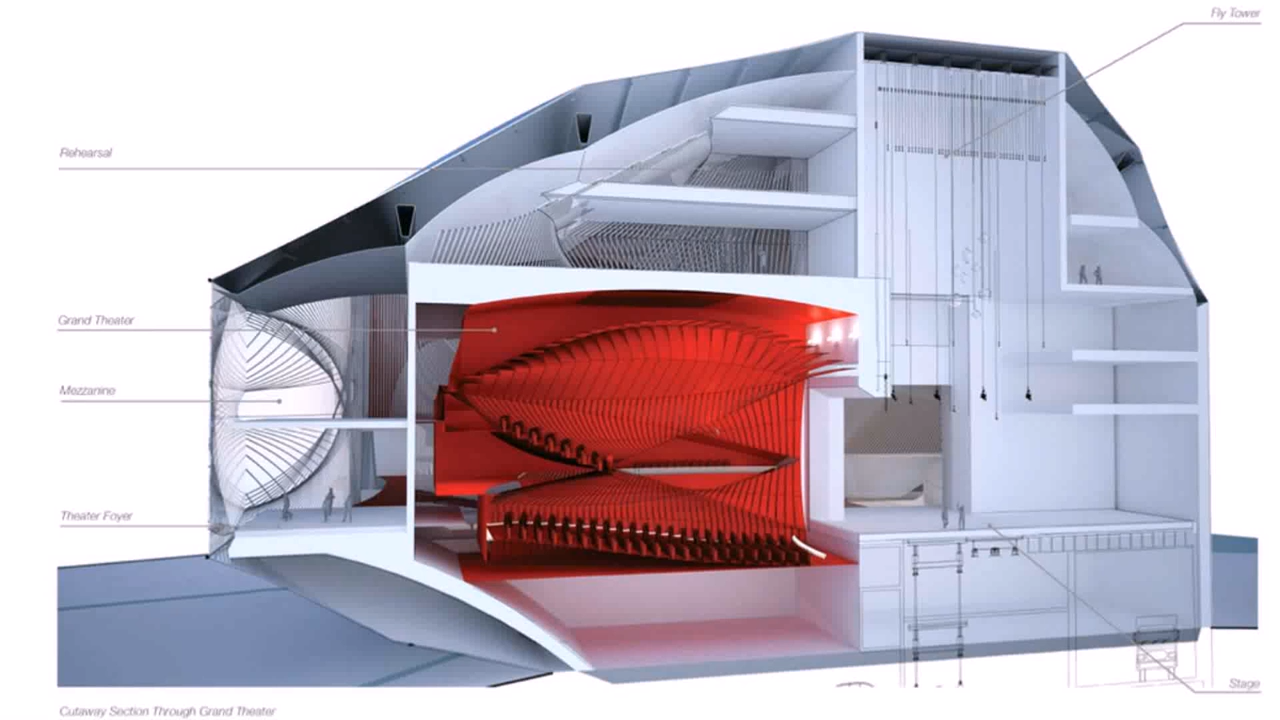 Fly Tower
Rehearsal
Grand Theater
Mezzanine
Theater Foyer
Stage
Cutaway Section Through Grand Theater